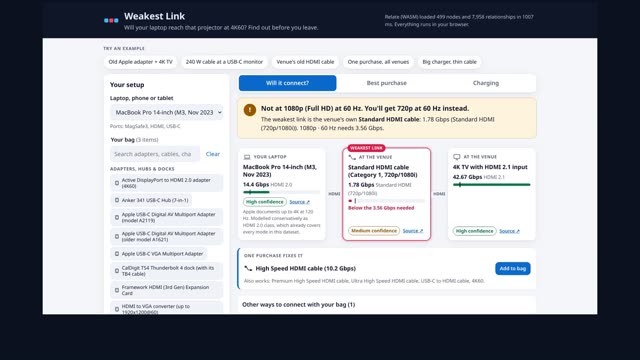 Weakest Link
Will your laptop reach that projector at 4K60? Find out before you leave.
Relate (WASM) loaded 499 nodes and 7,958 relationships in 1007
ms. Everything runs in your browser.
TRY AN EXAMPLE
Old Apple adapter + 4K TV
240 W cable at a USB-C monitor
Venue's old HDMI cable
One purchase, all venues
Big charger, thin cable
Your setup
Laptop, phone or tablet
MacBook Pro 14-inch (M3, Nov 2023
Ports: MagSafe3, HDMI, USB-C
Your bag (3 items)
Search adapters, cables, cha
Clear
ADAPTERS, HUBS & DOCKS
Active DisplayPort to HDMI 2.0 adapter
(4K60)
Anker 341 USB-C Hub (7-in-1)
Apple USB-C Digital AV Multiport Adapter
(model A2119)
Apple USB-C Digital AV Multiport Adapter
(older model A1621)
Apple USB-C VGA Multiport Adapter
CalDigit TS4 Thunderbolt 4 dock (with its
TB4 cable)
Framework HDMI (3rd Gen) Expansion
Card
HDMI to VGA converter (up to
1920x1200@60)
Will it connect?
Best purchase
Charging
Not at 1080p (Full HD) at 60 Hz. You'll get 720p at 60 Hz instead.
The weakest link is the venue's own Standard HDMI cable: 1.78 Gbps (Standard HDMI
(720p/1080i)). 1080p · 60 Hz needs 3.56 Gbps.
YOUR LAPTOP
MacBook Pro 14-inch (M3,
Nov 2023)
14.4 Gbps HDMI 2.0
High confidence
Source ↗
Apple documents up to 4K at 120
Hz. Modelled conservatively as
HDMI 2.0 class, which already covers
every mode in this dataset.
HDMI
WEAKEST LINK
AT THE VENUE
Standard HDMI cable
(Category 1, 720p/1080i)
1.78 Gbps Standard HDMI
(720p/1080i)
Below the 3.56 Gbps needed
Medium confidence
Source ↗
HDMI
AT THE VENUE
4K TV with HDMI 2.1 input
42.67 Gbps HDMI 2.1
High confidence
Source ↗
ONE PURCHASE FIXES IT
High Speed HDMI cable (10.2 Gbps)
Add to bag
Also works: Premium High Speed HDMI cable, Ultra High Speed HDMI cable, USB-C to HDMI cable, 4K60.
Other ways to connect with your bag (1)